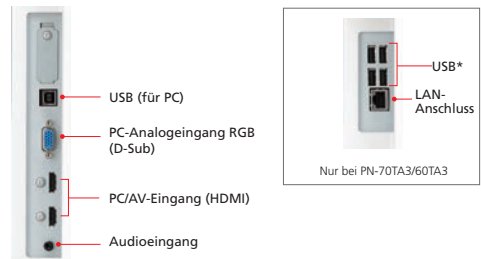 USB (für PC)
PC-Analogeingang RGB
(D-Sub)
PC/AV-Eingang (HDMI)
Audioeingang
USB*
LAN-
Anschluss
Nur bei PN-70TA3/60TA3